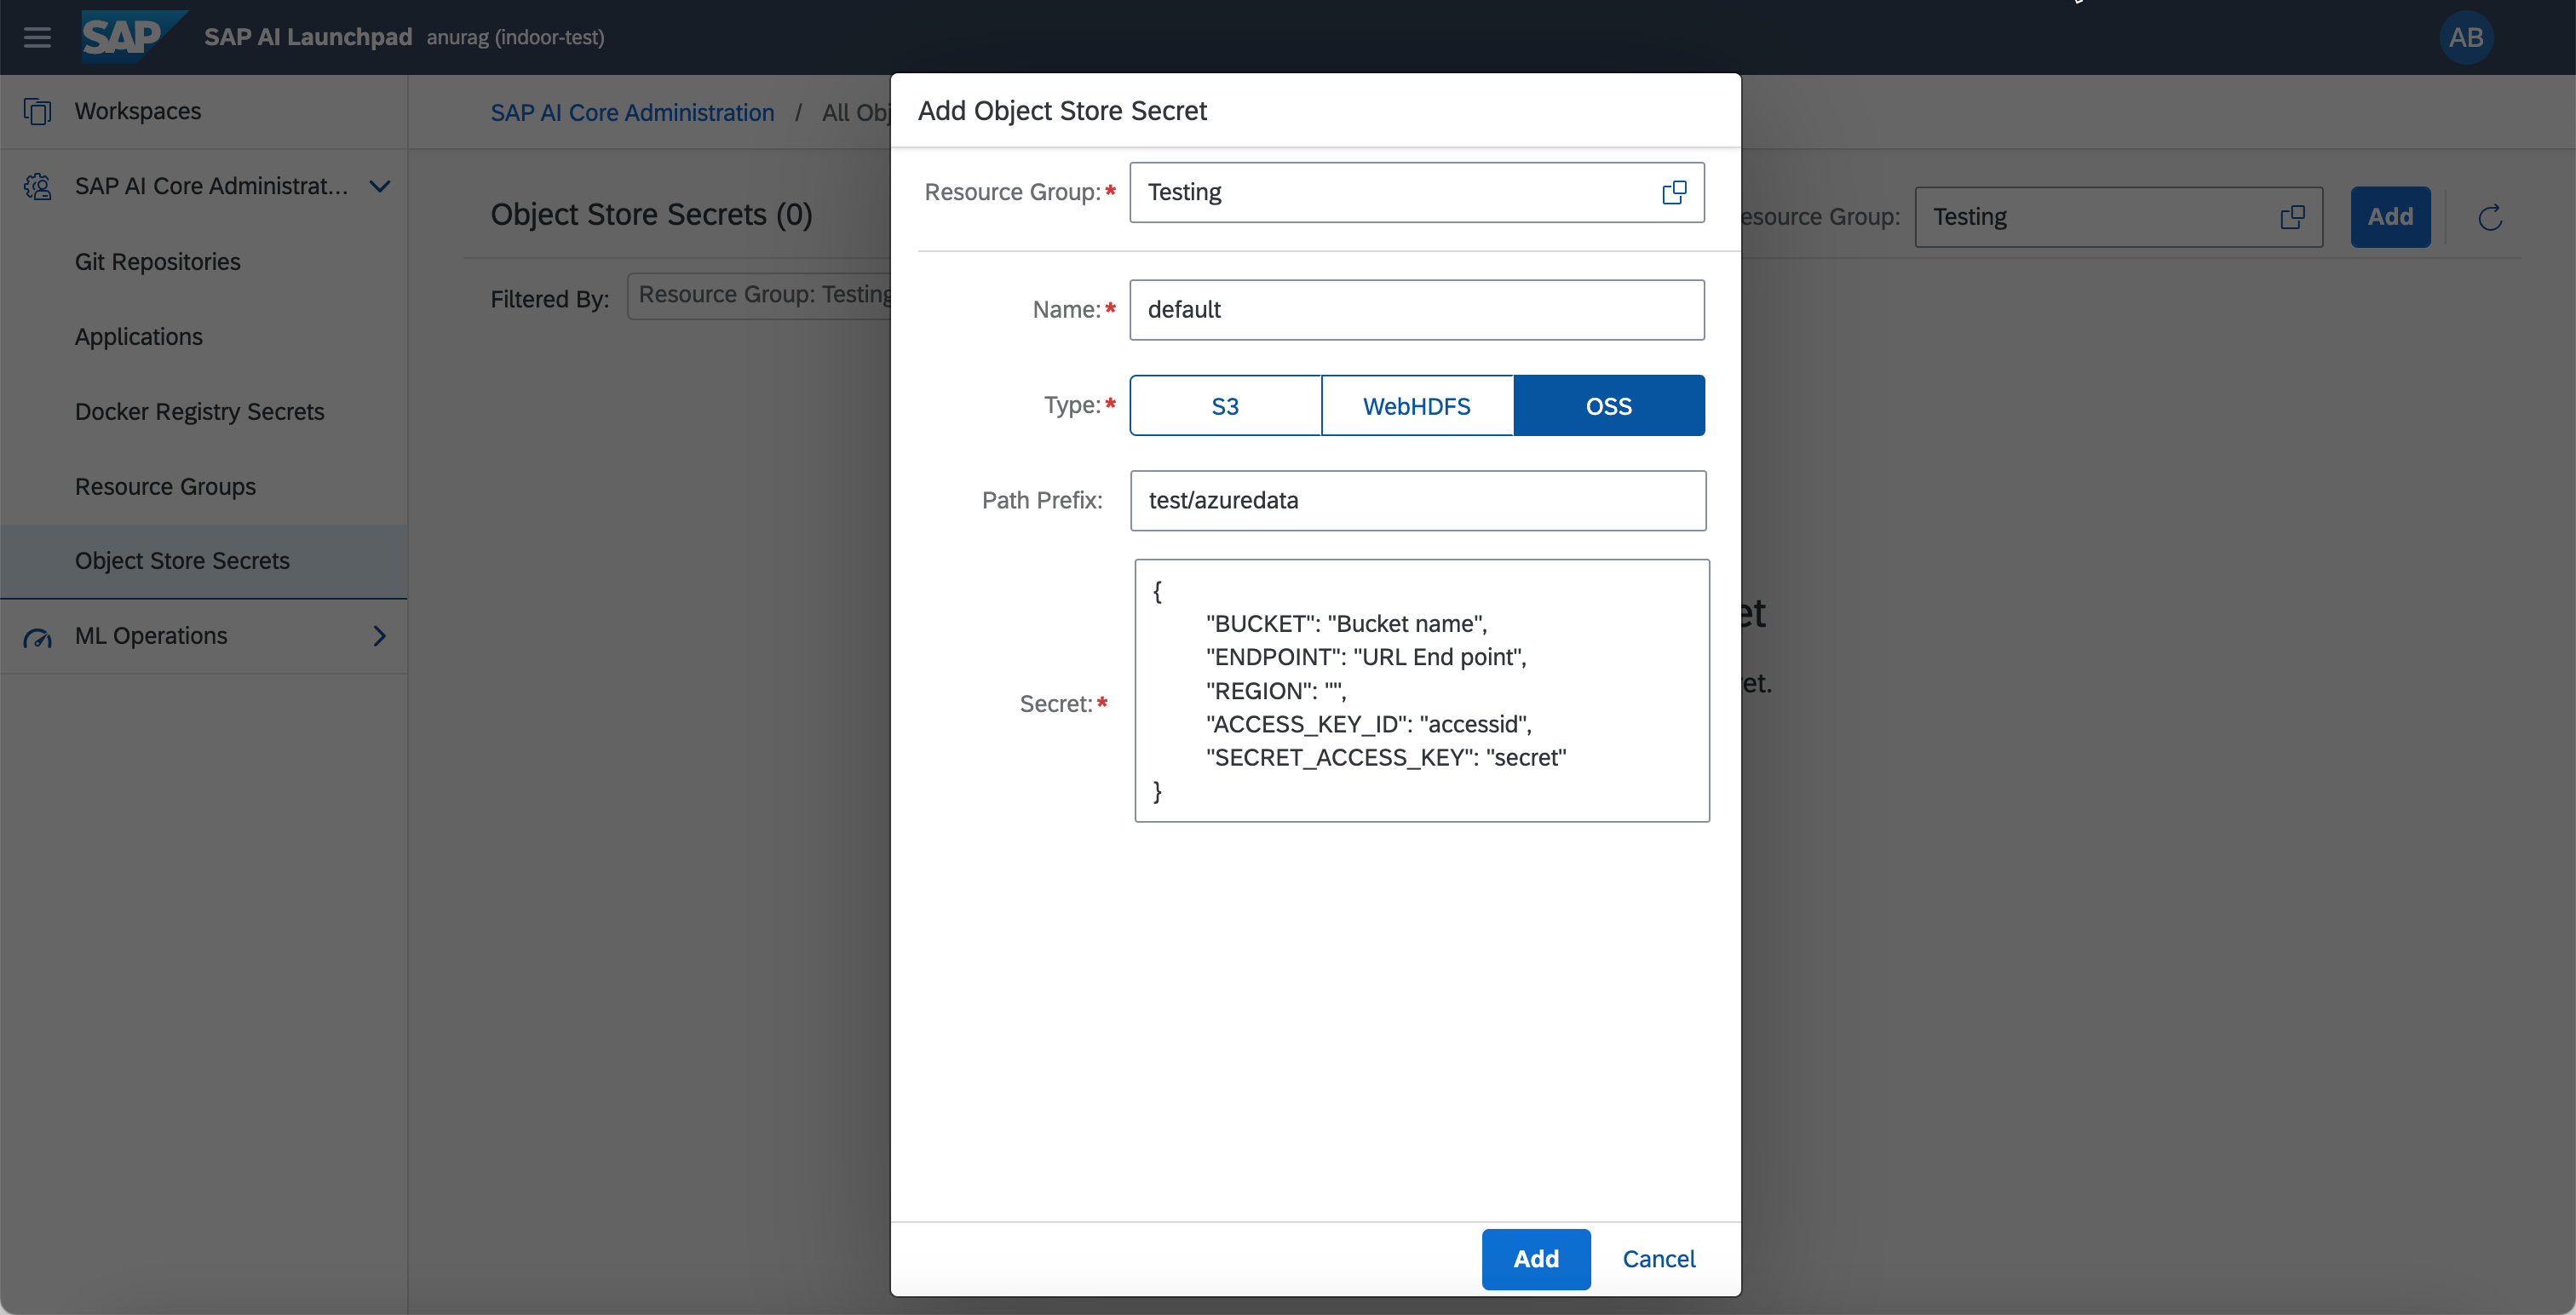 SAP SAP AI Launchpad anurag (indoor-test) AB
Workspaces
SAP AI Core Administrat...
Git Repositories
Applications
Docker Registry Secrets
Resource Groups
Object Store Secrets
ML Operations
SAP AI Core Administration / All Obj
Object Store Secrets (0)
Resource Group: Testing Add
Filtered By: Resource Group: Testing
Add Object Store Secret
Resource Group:* Testing
Name:* default
Type:* S3 WebHDFS OSS
Path Prefix: test/azuredata
Secret:*
{
"BUCKET": "Bucket name",
"ENDPOINT": "URL End point",
"REGION": "",
"ACCESS_KEY_ID": "accessid",
"SECRET_ACCESS_KEY": "secret"
}
Add Cancel